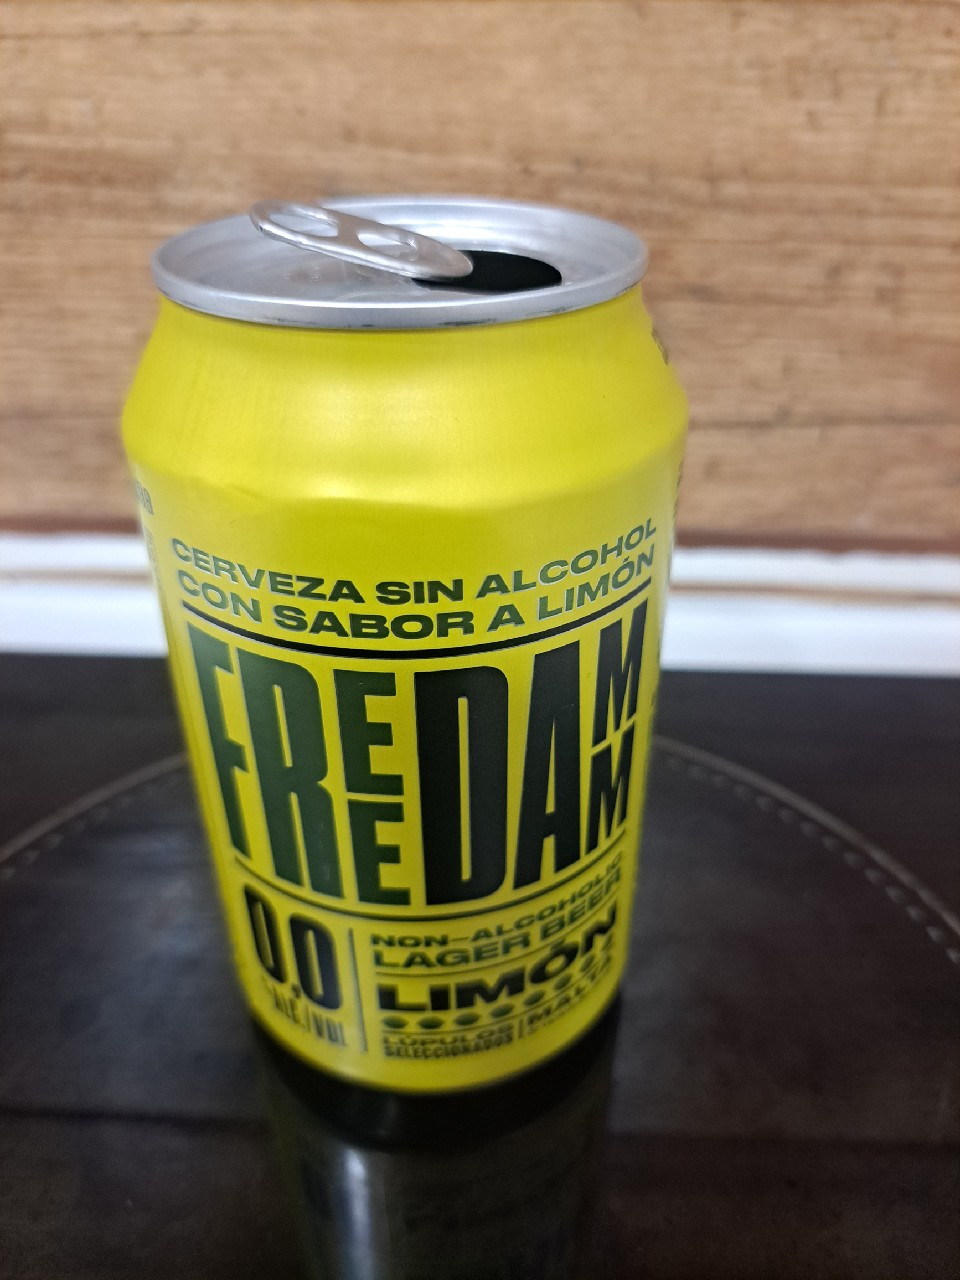 CERVEZA SIN ALCOHOL
CON SABOR A LIMÓN
FREE DAMM
0,0
ALC./VOL
NON-ALCOHOLIC
LAGER BEER
LIMÓN
LÚPULOS
SELECCIONADOS
MALTA